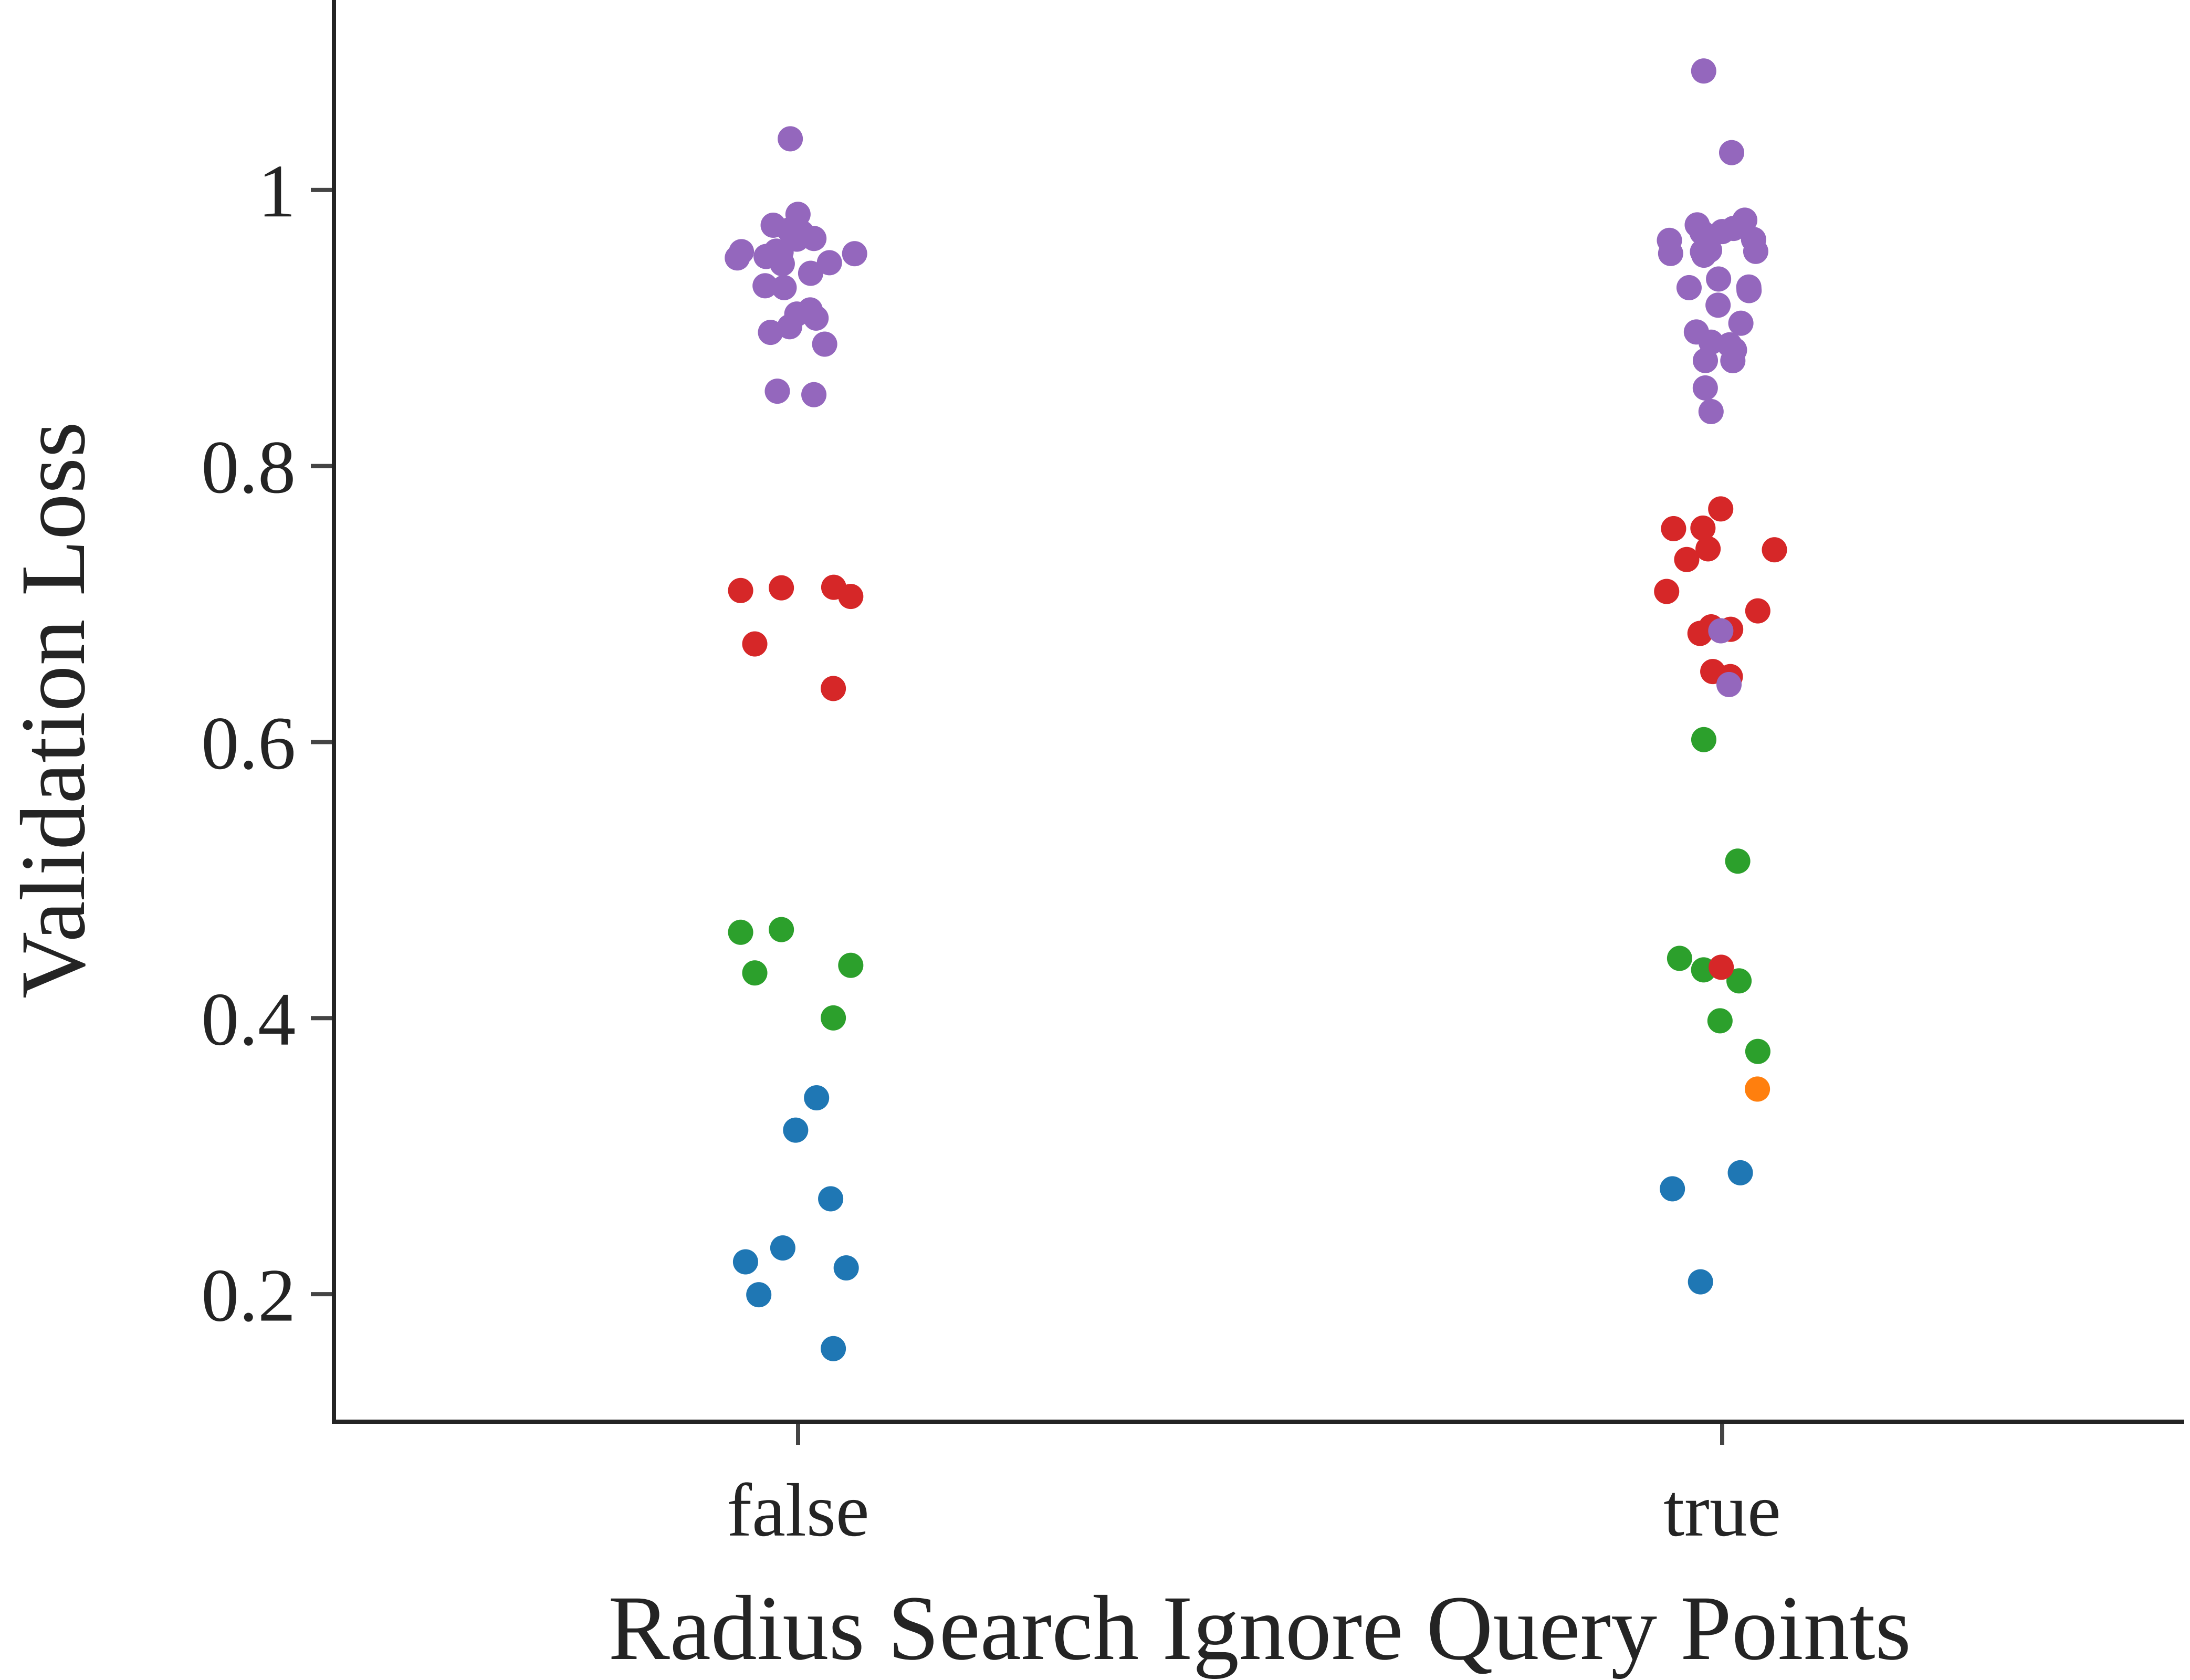 Validation Loss
1
0.8
0.6
0.4
0.2
false
true
Radius Search Ignore Query Points